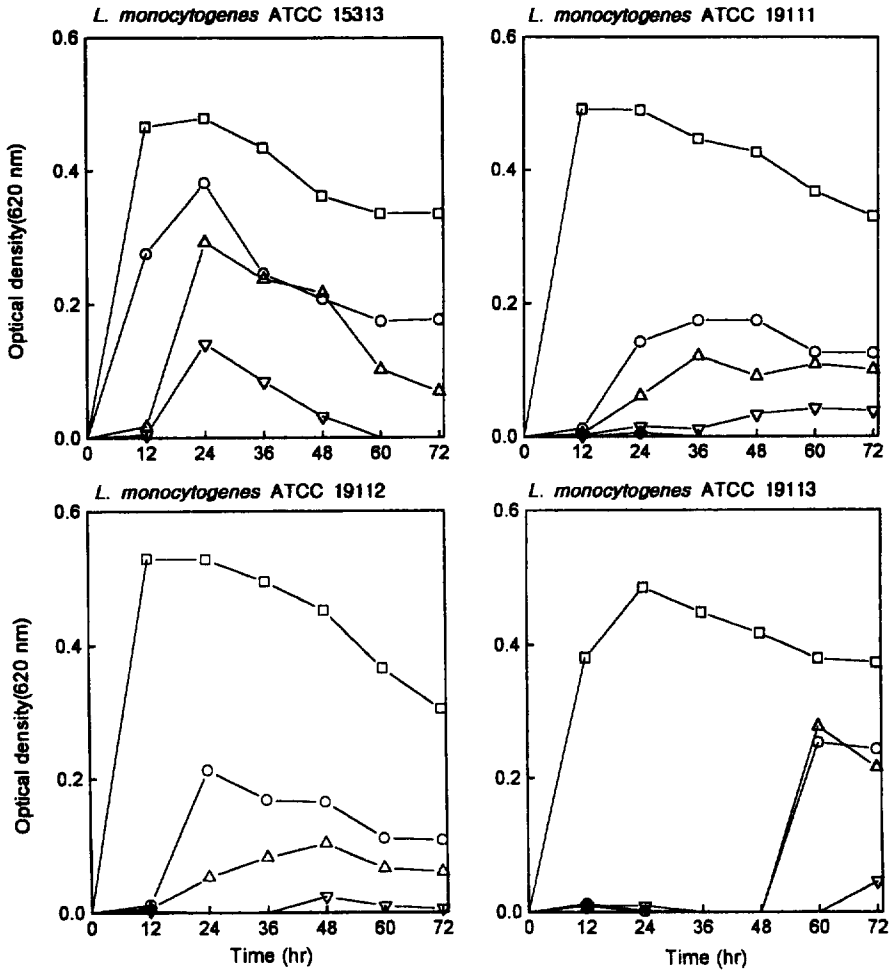 L. monocytogenes ATCC 15313
L. monocytogenes ATCC 19111
0.6
0.4
0.2
0.0
Optical density(620 nm)
0 12 24 36 48 60 72
0.6
0.4
0.2
0.0
0 12 24 36 48 60 72
L. monocytogenes ATCC 19112
L. monocytogenes ATCC 19113
0.6
0.4
0.2
0.0
Optical density(620 nm)
0 12 24 36 48 60 72
Time (hr)
0.6
0.4
0.2
0.0
0 12 24 36 48 60 72
Time (hr)